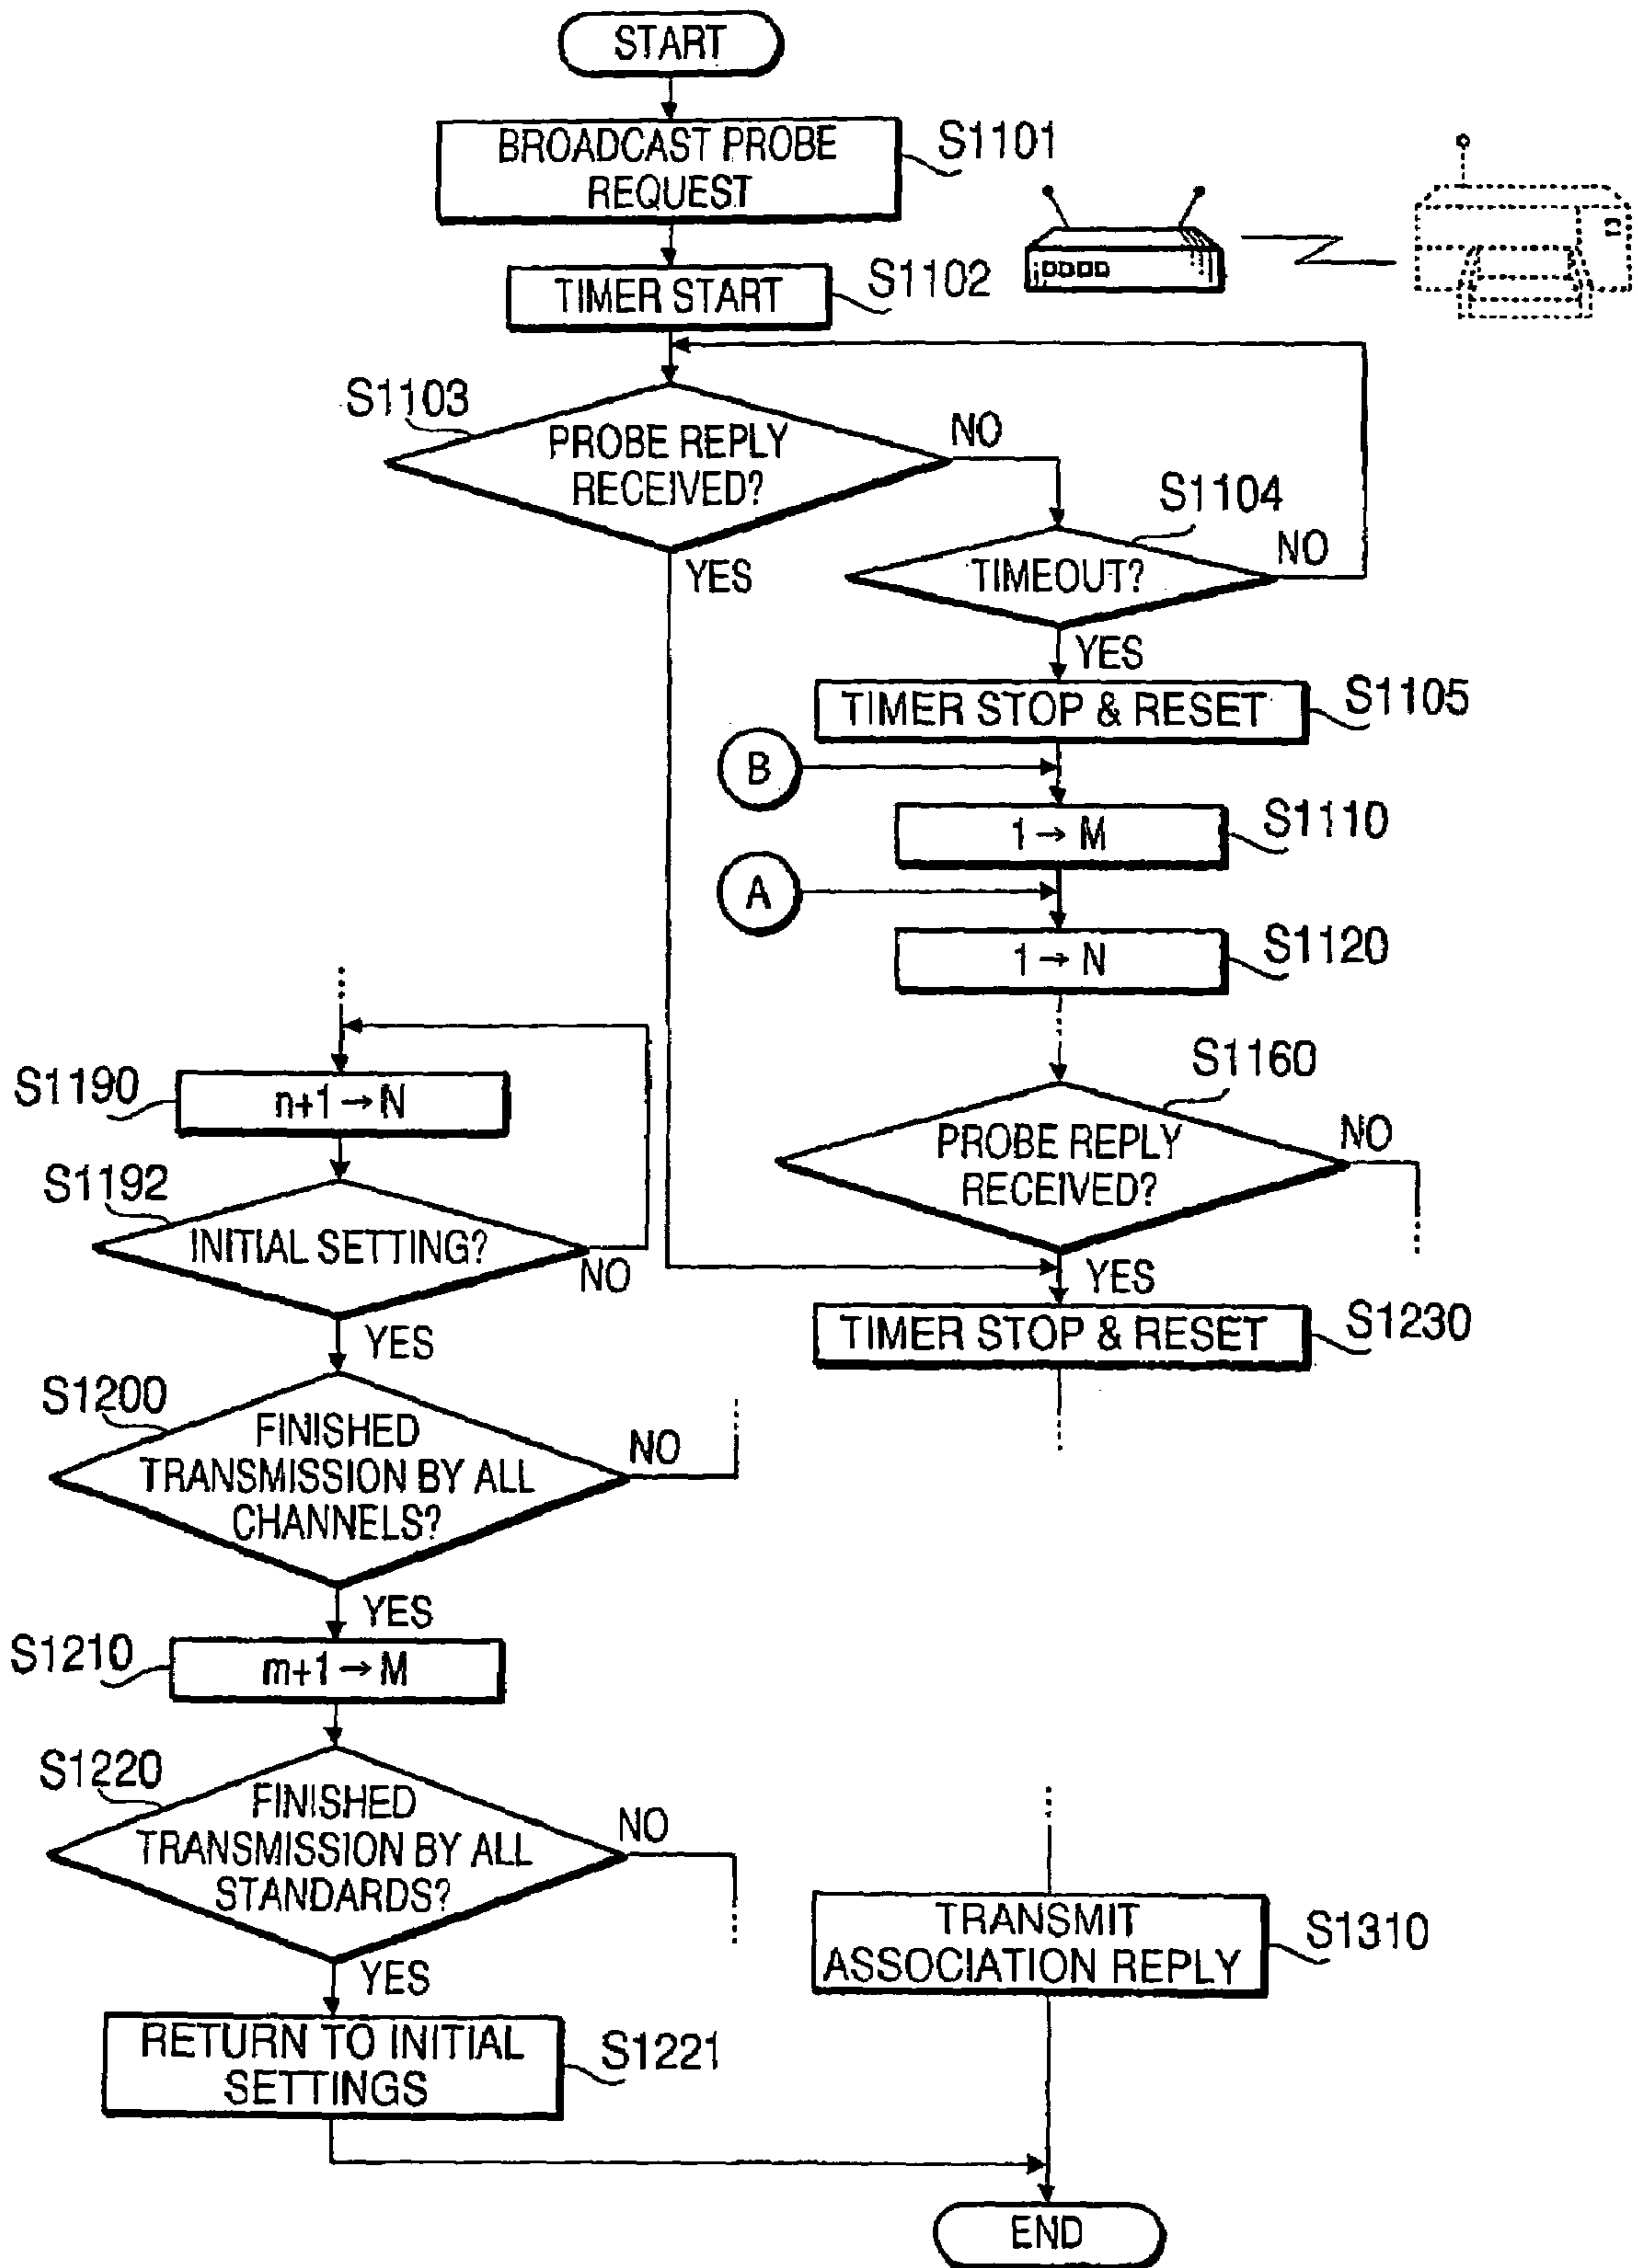 START
BROADCAST PROBE
REQUEST
S1101
TIMER START
S1102
S1103
PROBE REPLY
RECEIVED?
NO
YES
S1104
TIMEOUT?
NO
YES
TIMER STOP & RESET
S1105
B
1→M
S1110
A
1→N
S1120
S1160
PROBE REPLY
RECEIVED?
NO
YES
TIMER STOP & RESET
S1230
S1190
n+1→N
S1192
INITIAL SETTING?
NO
YES
S1200
FINISHED
TRANSMISSION BY ALL
CHANNELS?
NO
YES
S1210
m+1→M
S1220
FINISHED
TRANSMISSION BY ALL
STANDARDS?
NO
YES
RETURN TO INITIAL
SETTINGS
S1221
TRANSMIT
ASSOCIATION REPLY
S1310
END